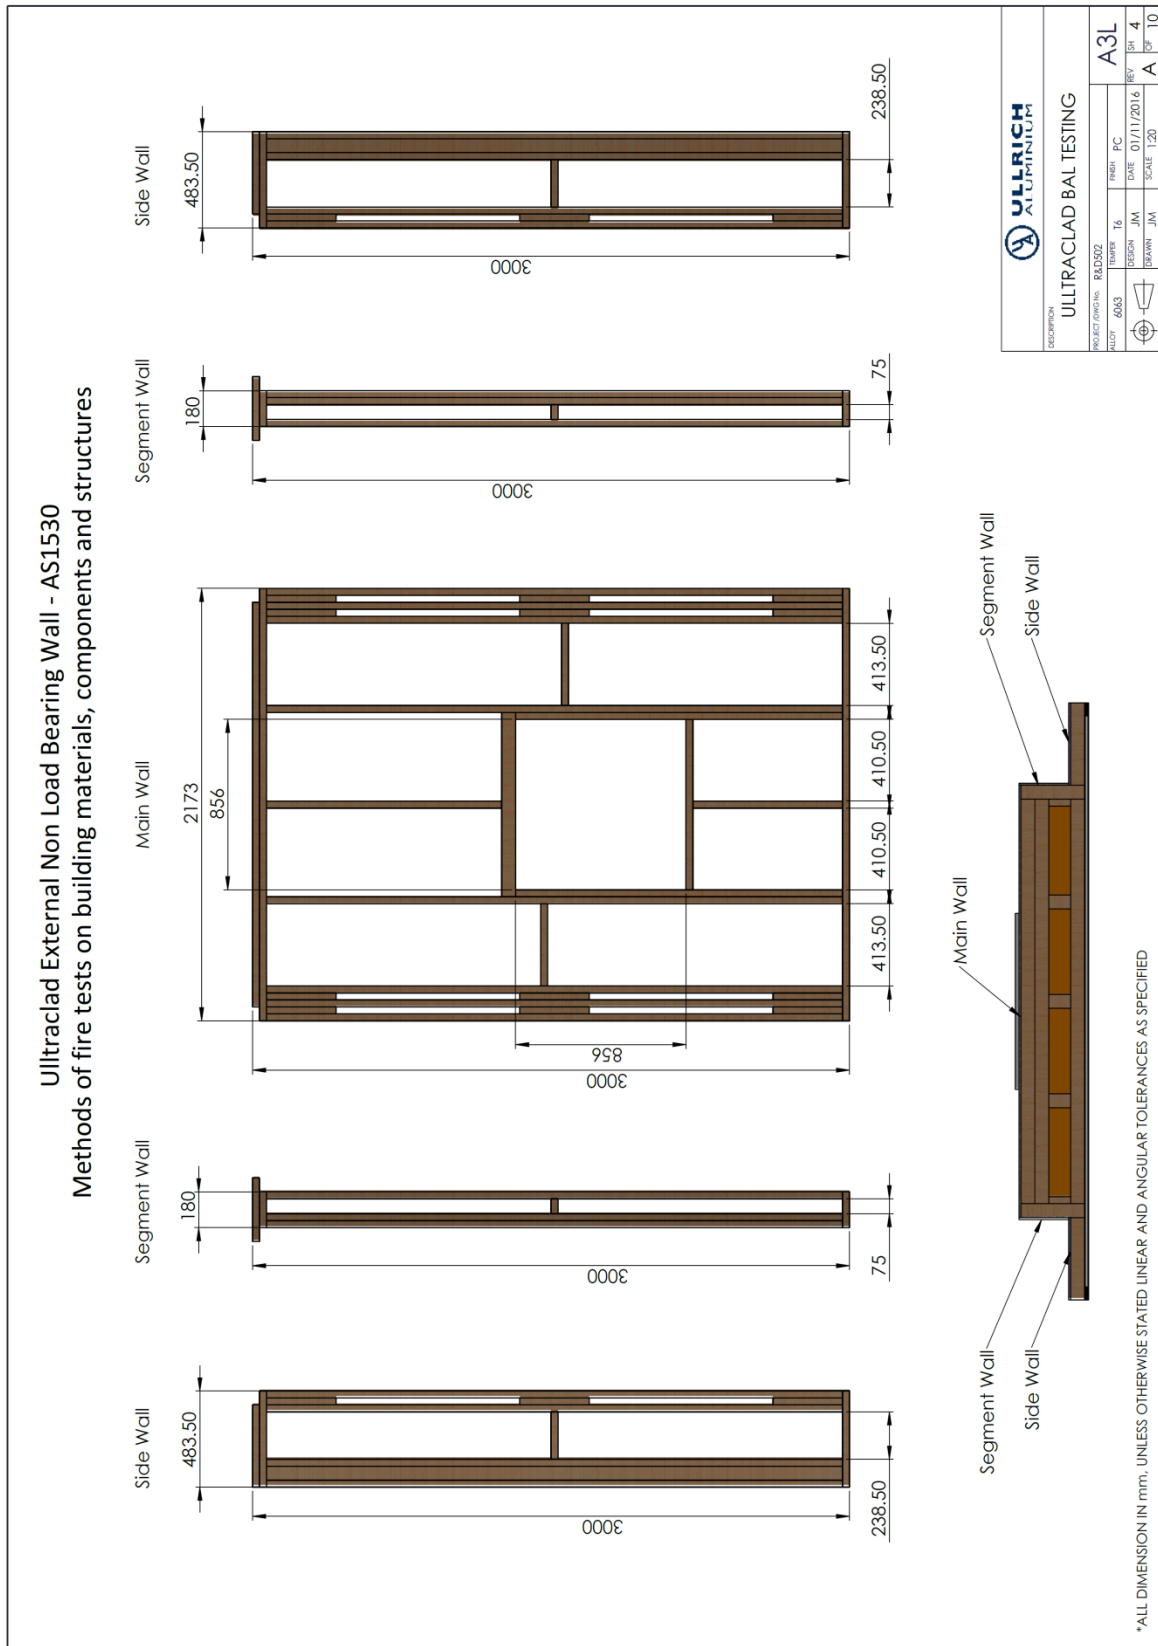 Ulltraclad External Non Load Bearing Wall - AS1530
Methods of fire tests on building materials, components and structures
Side Wall
Segment Wall
Main Wall
Segment Wall
Side Wall
483.50
3000
238.50
180
3000
75
2173
856
3000
856
413.50
410.50
410.50
413.50
180
3000
75
483.50
3000
238.50
Segment Wall
Side Wall
Main Wall
Segment Wall
Side Wall
*ALL DIMENSION IN mm, UNLESS OTHERWISE STATED LINEAR AND ANGULAR TOLERANCES AS SPECIFIED
UA ULLRICH
ALUMINIUM
DESCRIPTION
ULLTRACLAD BAL TESTING
PROJECT /DWG No. R&D502
A3L
ALLOY 6063
TEMPER T6
FINISH PC
DESIGN JM
DATE 01/11/2016
REV A
SH 4
DRAWN JM
SCALE 1:20
OF 10